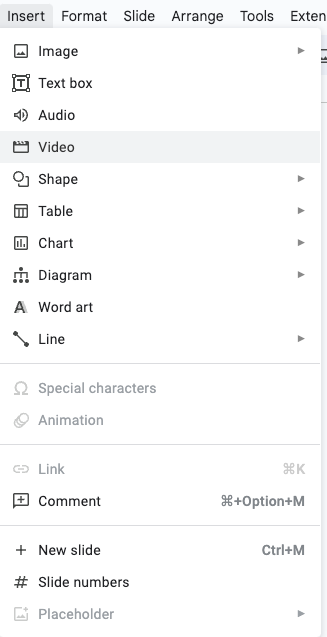 Insert Format Slide Arrange Tools Exten
Image
Text box
Audio
Video
Shape
Table
Chart
Diagram
Word art
Line
Special characters
Animation
Link ⌘K
Comment ⌘+Option+M
New slide Ctrl+M
Slide numbers
Placeholder